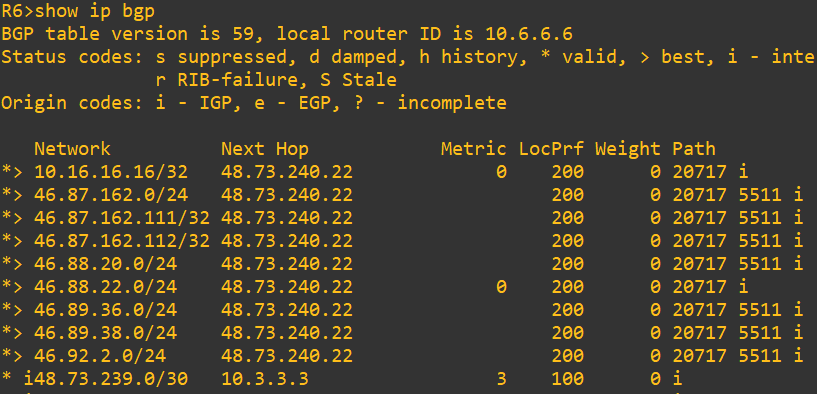 R6>show ip bgp
BGP table version is 59, local router ID is 10.6.6.6
Status codes: s suppressed, d damped, h history, * valid, > best, i - inte
              r RIB-failure, S Stale
Origin codes: i - IGP, e - EGP, ? - incomplete

   Network          Next Hop            Metric LocPrf Weight Path
*> 10.16.16.16/32   48.73.240.22             0    200      0 20717 i
*> 46.87.162.0/24   48.73.240.22                  200      0 20717 5511 i
*> 46.87.162.111/32 48.73.240.22                  200      0 20717 5511 i
*> 46.87.162.112/32 48.73.240.22                  200      0 20717 5511 i
*> 46.88.20.0/24    48.73.240.22                  200      0 20717 5511 i
*> 46.88.22.0/24    48.73.240.22             0    200      0 20717 i
*> 46.89.36.0/24    48.73.240.22                  200      0 20717 5511 i
*> 46.89.38.0/24    48.73.240.22                  200      0 20717 5511 i
*> 46.92.2.0/24     48.73.240.22                  200      0 20717 5511 i
* i48.73.239.0/30   10.3.3.3                 3    100      0 i